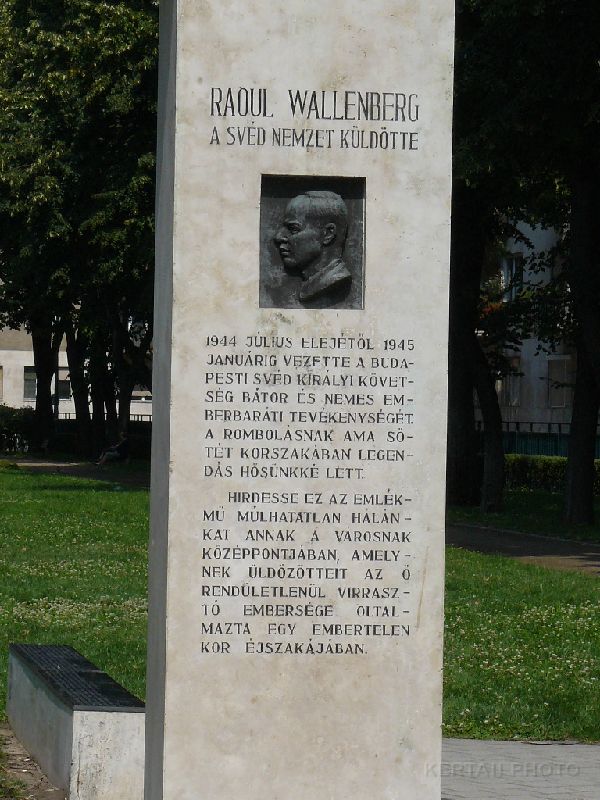 RAOUL WALLENBERG
A SVÉD NEMZET KÜLDÖTTE
1944 JÚLIUS ELEJÉTŐL 1945
JANUÁRIG VEZETTE A BUDA-
PESTI SVÉD KIRÁLYI KÖVET-
SÉG BÁTOR ÉS NEMES EM-
BERBARÁTI TEVÉKENYSÉGÉT.
A ROMBOLÁSNAK AMA SÖ-
TÉT KORSZAKÁBAN LEGEN-
DÁS HŐSÜNKKÉ LETT.
HIRDESSE EZ AZ EMLÉK-
MŰ MÚLHATATLAN HÁLÁN-
KAT ANNAK A VÁROSNAK
KÖZÉPPONTJÁBAN, AMELY-
NEK ÜLDÖZÖTTEIT AZ Ő
RENDÜLETLENÜL VIRRASZ-
TÓ EMBERSÉGE OLTAL-
MAZTA EGY EMBERTELEN
KOR ÉJSZAKÁJÁBAN.
KERTAII PHOTO